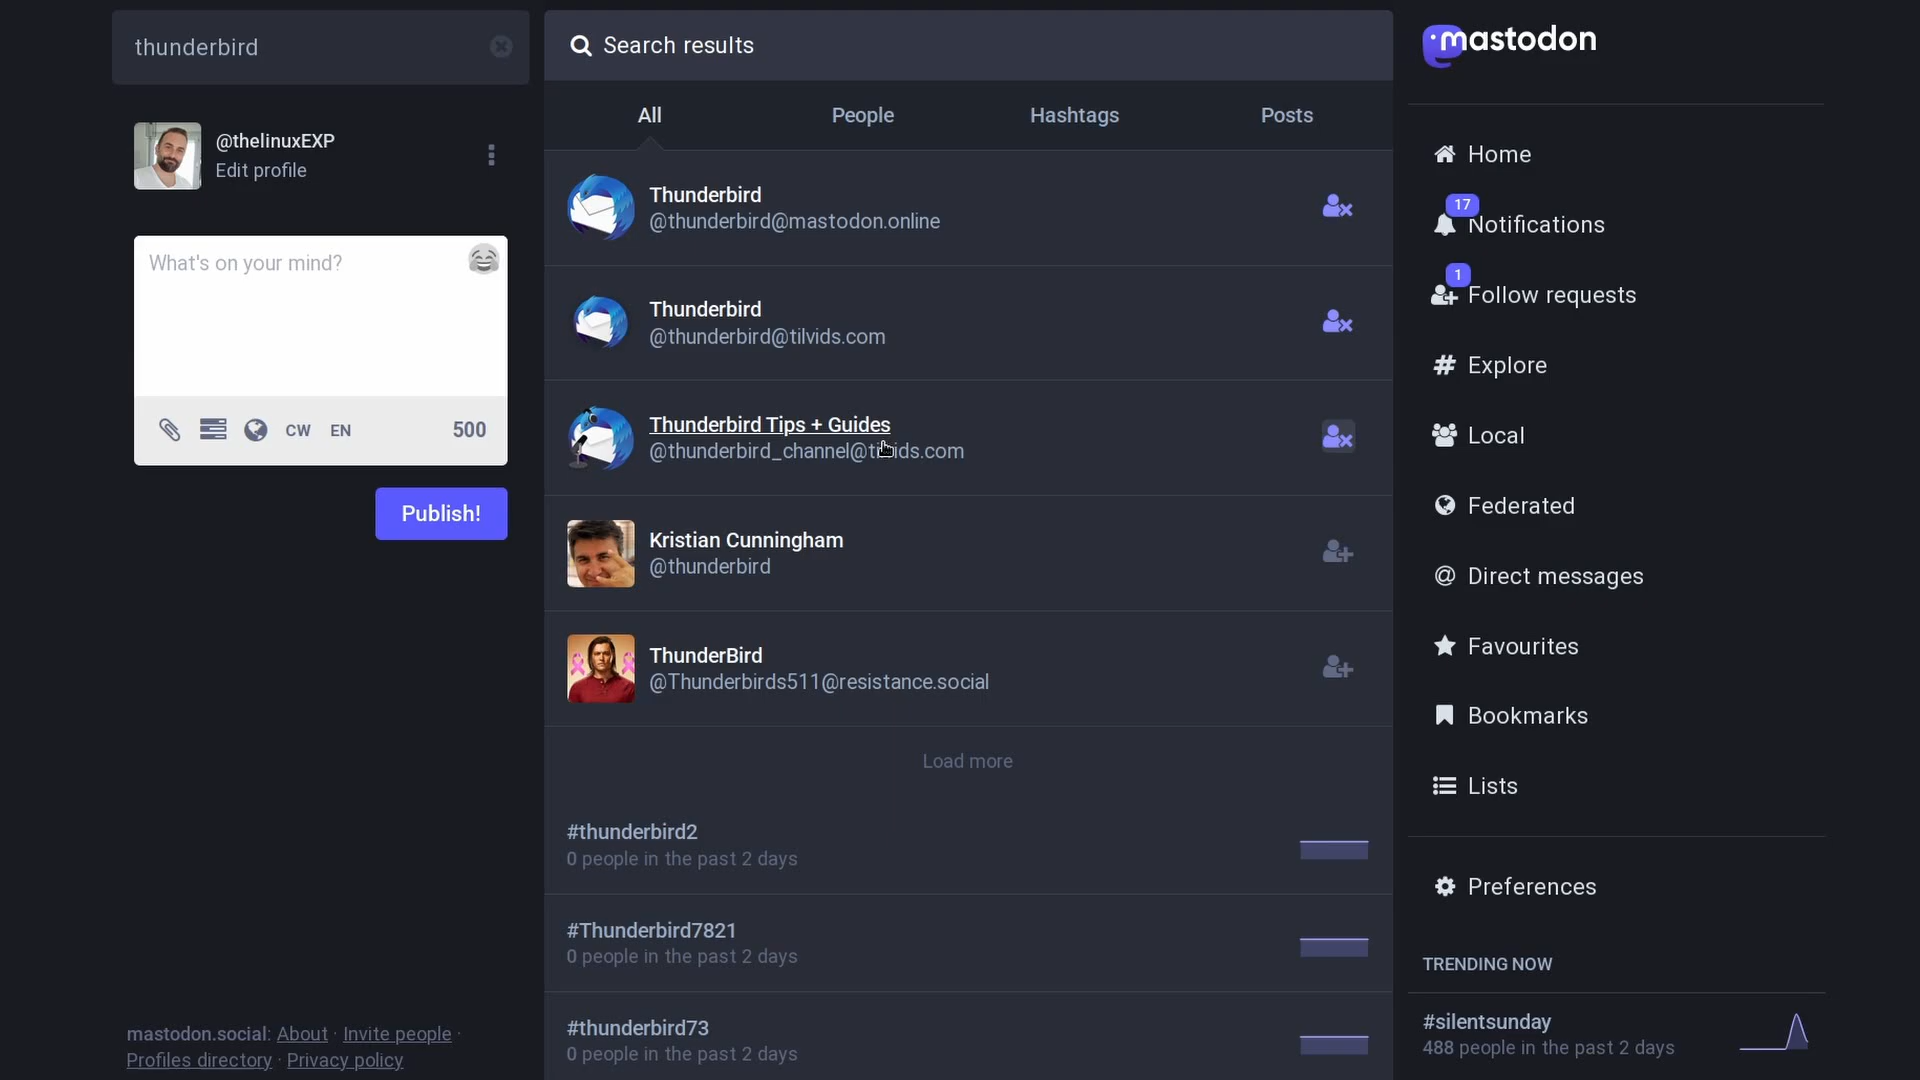 thunderbird
@thelinuxEXP
Edit profile
What's on your mind?
CW EN 500
Publish!
mastodon.social: About · Invite people ·
Profiles directory · Privacy policy
Search results
All People Hashtags Posts
Thunderbird
@thunderbird@mastodon.online
Thunderbird
@thunderbird@tilvids.com
Thunderbird Tips + Guides
@thunderbird_channel@tilvids.com
Kristian Cunningham
@thunderbird
ThunderBird
@Thunderbirds511@resistance.social
Load more
#thunderbird2
0 people in the past 2 days
#Thunderbird7821
0 people in the past 2 days
#thunderbird73
0 people in the past 2 days
mastodon
Home
17
Notifications
1
Follow requests
Explore
Local
Federated
Direct messages
Favourites
Bookmarks
Lists
Preferences
TRENDING NOW
#silentsunday
488 people in the past 2 days